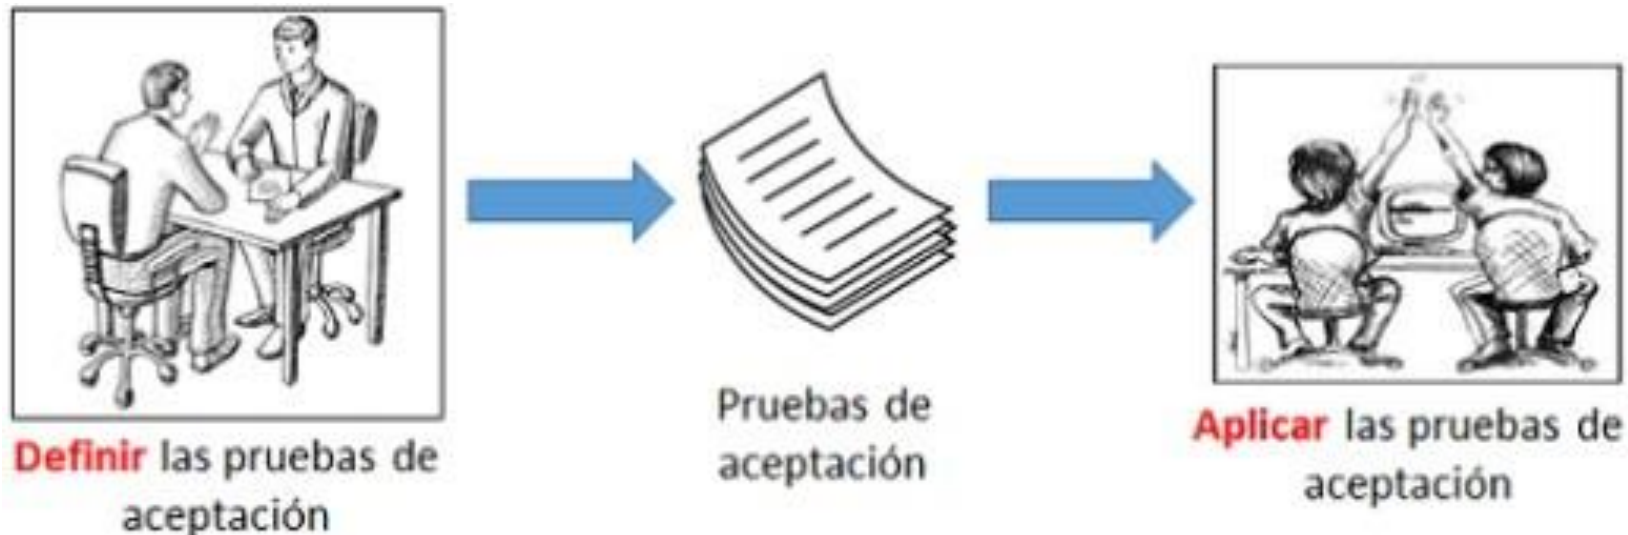 Definir las pruebas de
aceptación
Pruebas de
aceptación
Aplicar las pruebas de
aceptación